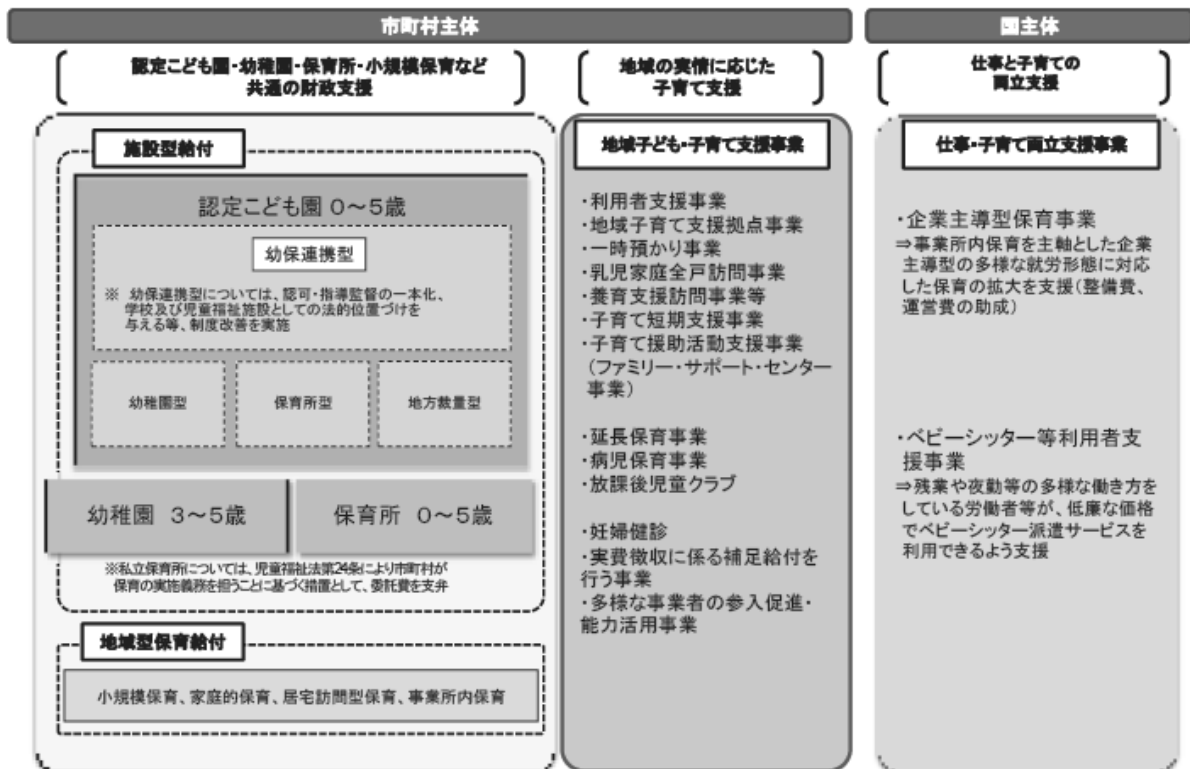 市町村主体
認定こども園・幼稚園・保育所・小規模保育など
共通の財政支援
施設型給付
認定こども園 0～5歳
幼保連携型
※ 幼保連携型については、認可・指導監督の一本化、
学校及び児童福祉施設としての法的位置づけを
与える等、制度改善を実施
幼稚園型
保育所型
地方裁量型
幼稚園 3～5歳
保育所 0～5歳
※私立保育所については、児童福祉法第24条により市町村が
保育の実施義務を担うことに基づく措置として、委託費を支弁
地域型保育給付
小規模保育、家庭的保育、居宅訪問型保育、事業所内保育
地域の実情に応じた
子育て支援
地域子ども・子育て支援事業
・利用者支援事業
・地域子育て支援拠点事業
・一時預かり事業
・乳児家庭全戸訪問事業
・養育支援訪問事業等
・子育て短期支援事業
・子育て援助活動支援事業
（ファミリー・サポート・センター
事業）
・延長保育事業
・病児保育事業
・放課後児童クラブ
・妊婦健診
・実費徴収に係る補足給付を
行う事業
・多様な事業者の参入促進・
能力活用事業
国主体
仕事と子育ての
両立支援
仕事・子育て両立支援事業
・企業主導型保育事業
⇒事業所内保育を主軸とした企業
主導型の多様な就労形態に対応
した保育の拡大を支援（整備費、
運営費の助成）
・ベビーシッター等利用者支
援事業
⇒残業や夜勤等の多様な働き方を
している労働者等が、低廉な価格
でベビーシッター派遣サービスを
利用できるよう支援